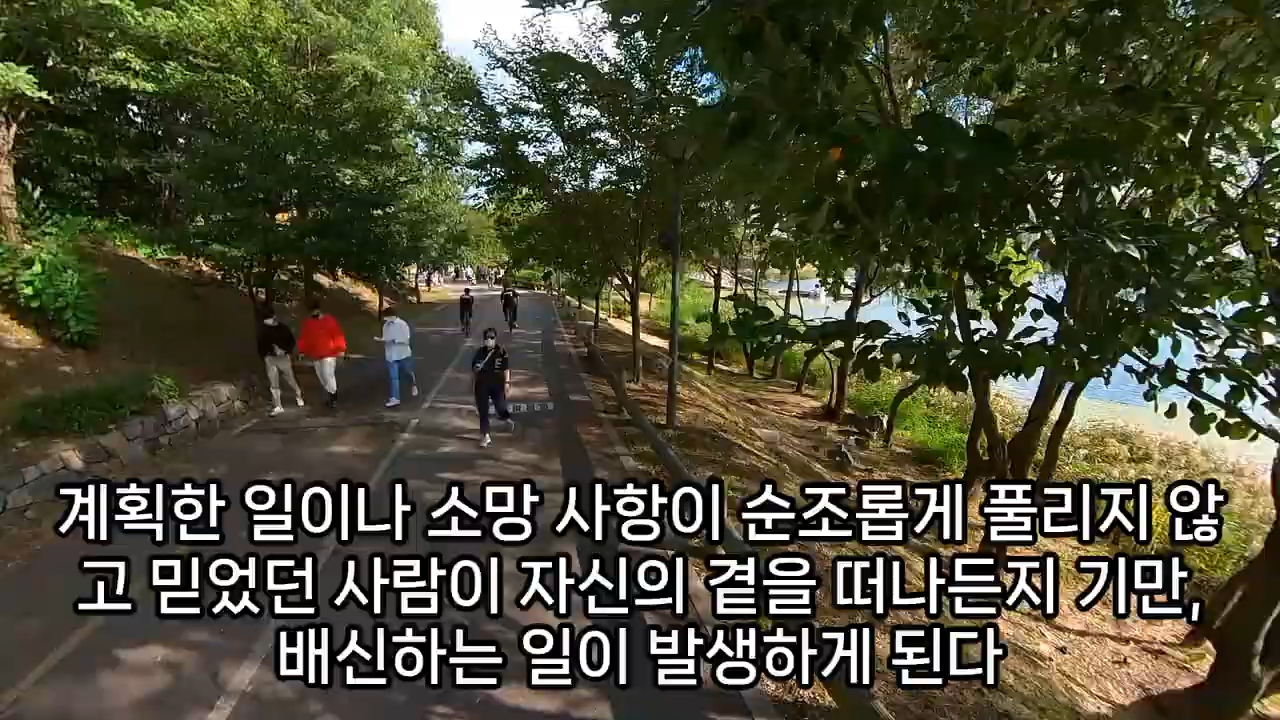 계획한 일이나 소망 사항이 순조롭게 풀리지 않
고 믿었던 사람이 자신의 곁을 떠나든지 기만,
배신하는 일이 발생하게 된다